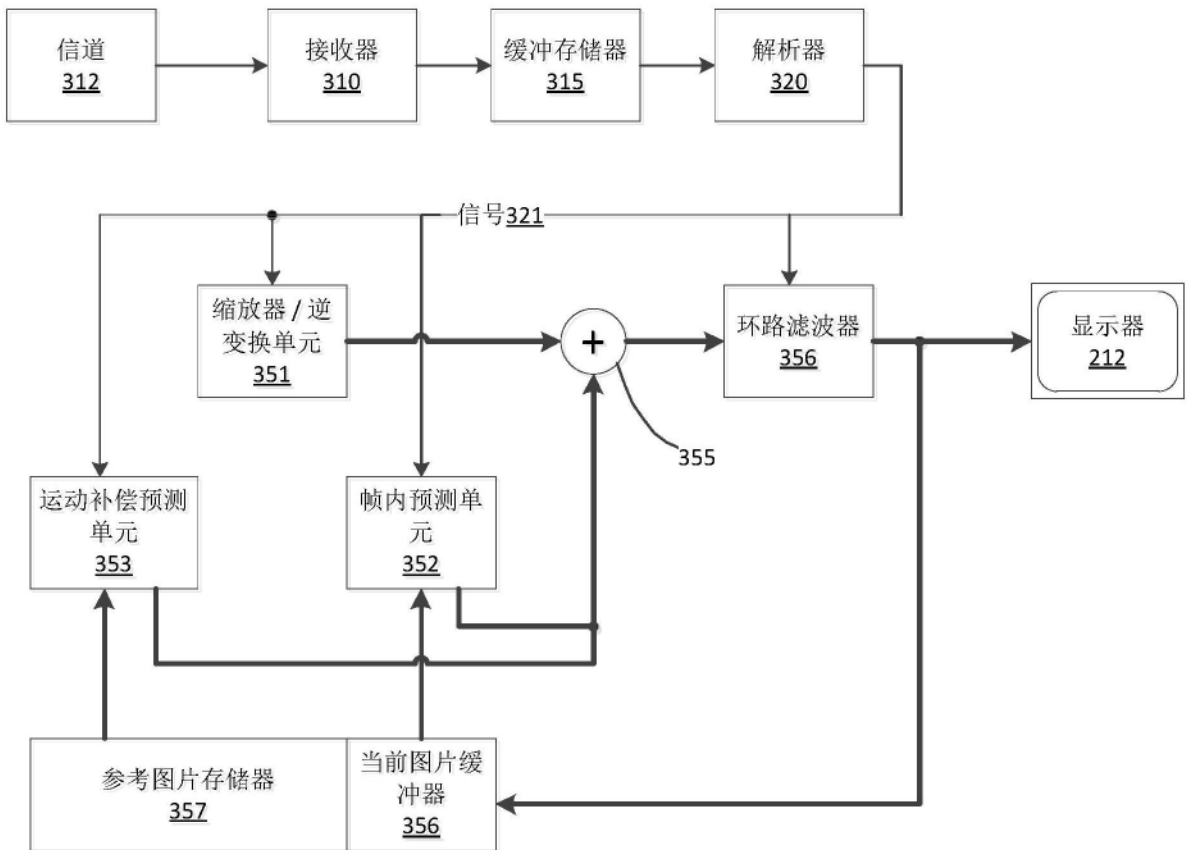 信道
312
接收器
310
缓冲存储器
315
解析器
320
信号321
缩放器 / 逆
变换单元
351
+
环路滤波器
356
显示器
212
355
运动补偿预测
单元
353
帧内预测单
元
352
参考图片存储器
357
当前图片缓
冲器
356